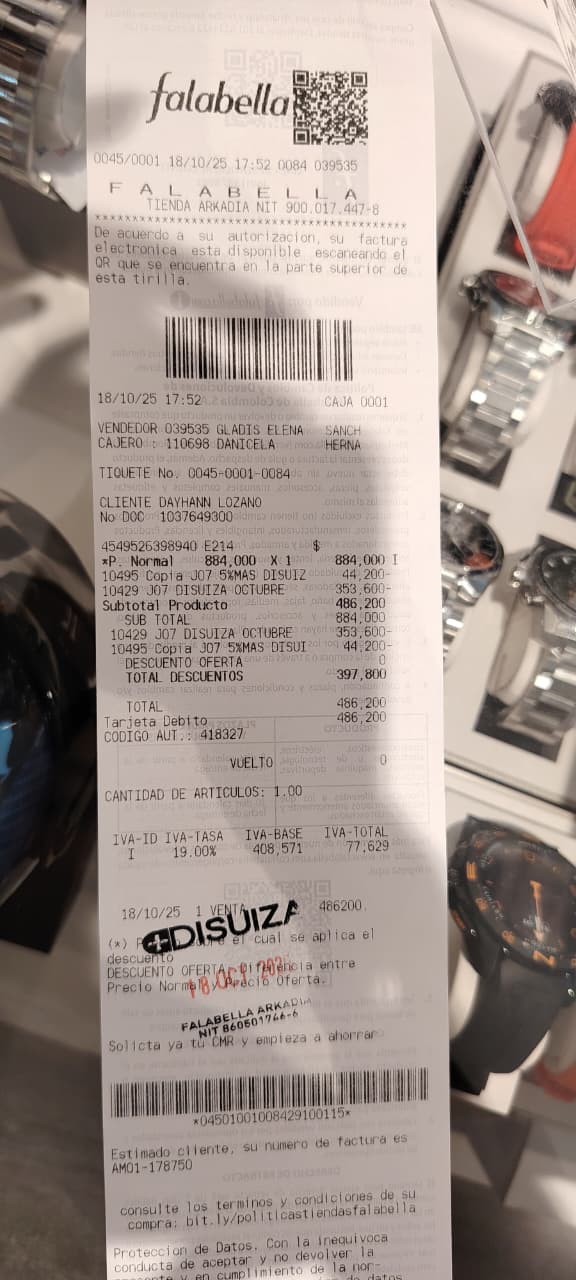 falabella
0045/0001 18/10/25 17:52 0084 039535
F A L A B E L L A
TIENDA ARKADIA NIT 900.017.447-8
******************************************
De acuerdo a su autorizacion, su factura
electronica esta disponible escaneando el
QR que se encuentra en la parte superior de
esta tirilla.
18/10/25 17:52 CAJA 0001
VENDEDOR 039535 GLADIS ELENA SANCH
CAJERO : 110698 DANICELA HERNA
TIQUETE No. 0045-0001-0084
CLIENTE DAYHANN LOZANO
No DOC 1037649300
4549526398940 E214 $
*P. Normal 884,000 X 1 884,000 I
10495 Copia J07 5%MAS DISUIZ 44,200-
10429 J07 DISUIZA OCTUBRE 353,600-
Subtotal Producto 486,200
SUB TOTAL 884,000
10429 J07 DISUIZA OCTUBRE 353,600-
10495 Copia J07 5%MAS DISUI 44,200-
DESCUENTO OFERTA 0
TOTAL DESCUENTOS 397,800
TOTAL 486,200
Tarjeta Debito 486,200
CODIGO AUT.: 418327
VUELTO 0
CANTIDAD DE ARTICULOS: 1.00
IVA-ID IVA-TASA IVA-BASE IVA-TOTAL
I 19.00% 408,571 77,629
18/10/25 1 VENTA 486200.
DISUIZA
(*) el cual se aplica el
descuento
DESCUENTO OFERTA: Diferencia entre
Precio Normal y Precio Oferta.
18 OCT 202
FALABELLA ARKADIA
NIT 860501766-6
Solicta ya tu CMR y empieza a ahorrar
*04501001008429100115*
Estimado cliente, su numero de factura es
AM01-178750
consulte los terminos y condiciones de su
compra: bit.ly/politicastiendasfalabella
Proteccion de Datos. Con la inequivoca
conducta de aceptar y no devolver la
y en cumplimiento de la nor-
datos